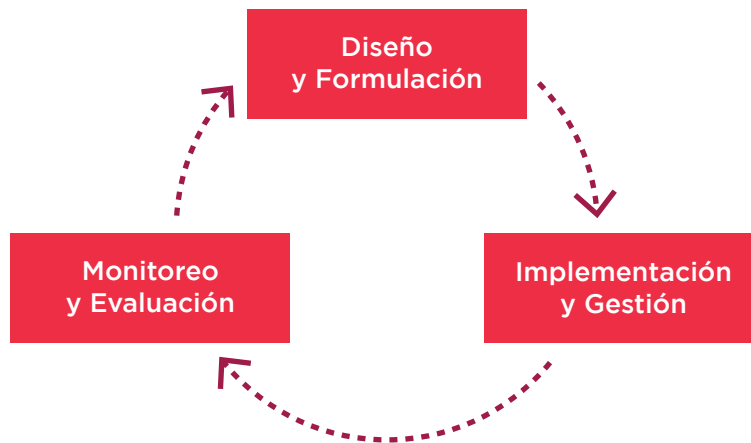 Diseño
y Formulación
Monitoreo
y Evaluación
Implementación
y Gestión